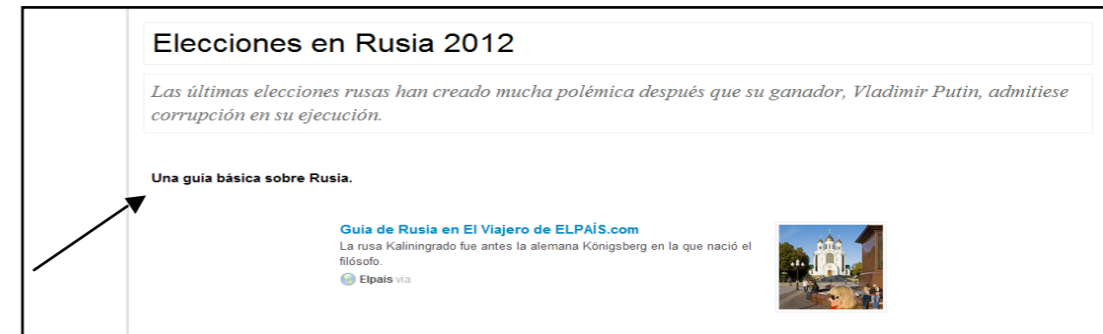 Elecciones en Rusia 2012
Las últimas elecciones rusas han creado mucha polémica después que su ganador, Vladimir Putin, admitiese
corrupción en su ejecución.
Una guía básica sobre Rusia.
Guía de Rusia en El Viajero de ELPAÍS.com
La rusa Kaliningrado fue antes la alemana Königsberg en la que nació el
filósofo.
Elpais via